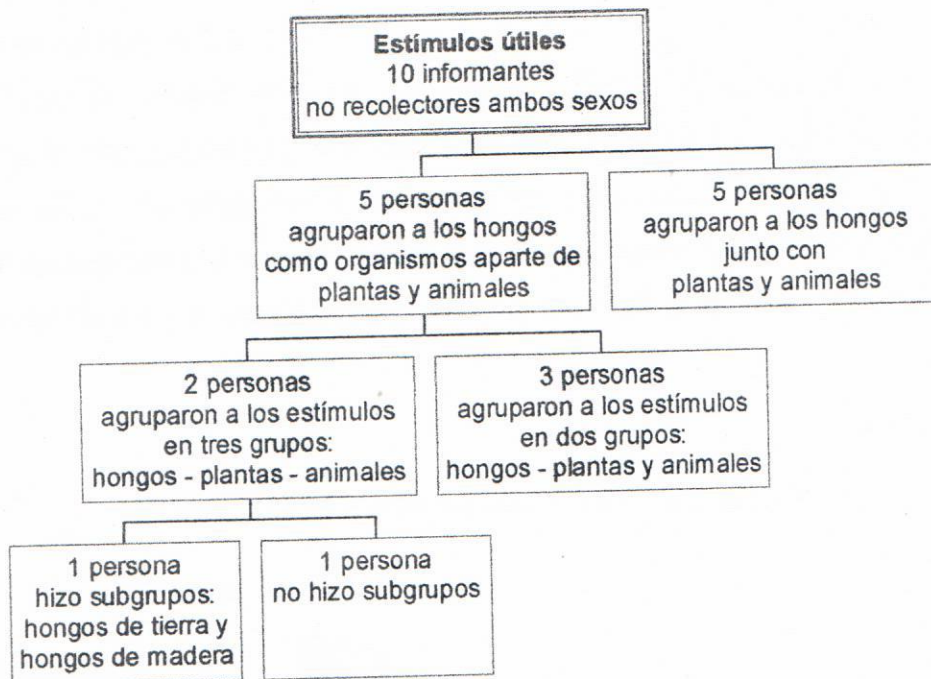 Estímulos útiles
10 informantes
no recolectores ambos sexos
5 personas
agruparon a los hongos
como organismos aparte de
plantas y animales
5 personas
agruparon a los hongos
junto con
plantas y animales
2 personas
agruparon a los estímulos
en tres grupos:
hongos - plantas - animales
3 personas
agruparon a los estímulos
en dos grupos:
hongos - plantas y animales
1 persona
hizo subgrupos:
hongos de tierra y
hongos de madera
1 persona
no hizo subgrupos